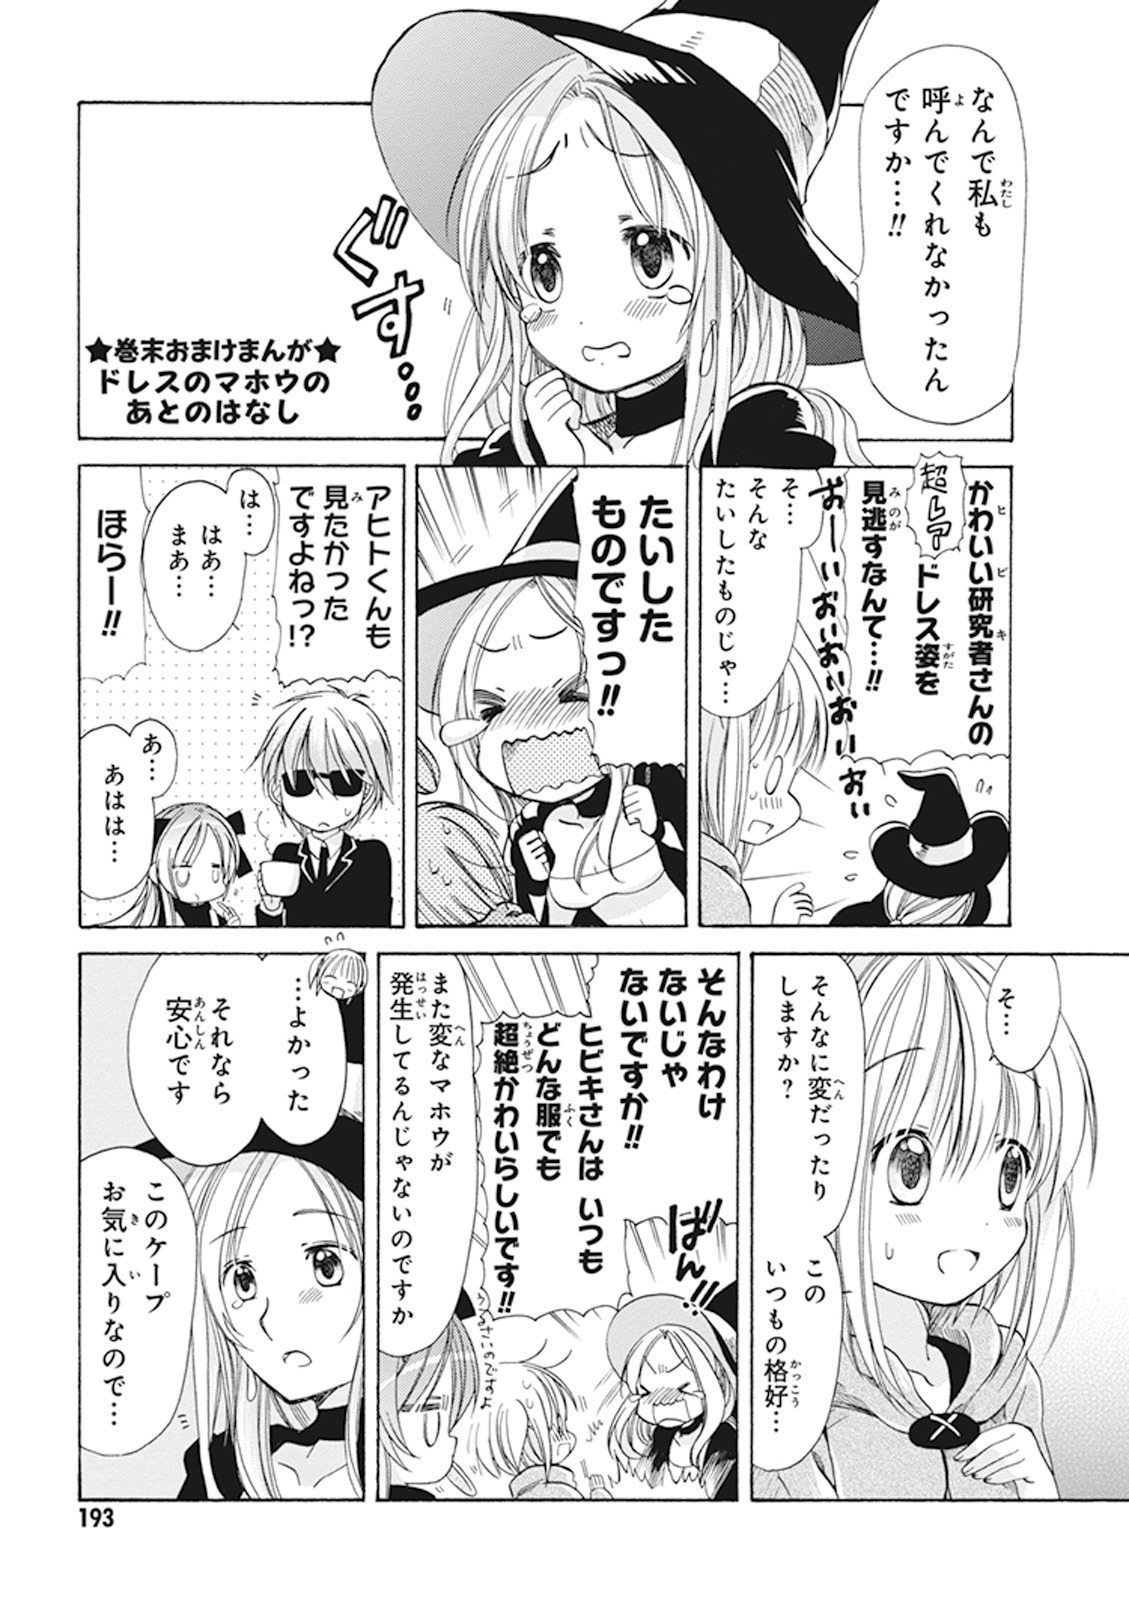 なんで私も
呼んでくれなかったん
ですか…!!
ぐす…
★巻末おまけまんが★
ドレスのマホウの
あとのはなし
かわいい研究者さんの
超レア
ドレス姿を
見逃すなんて…!!
おーいおいおいおいおぃ
そ…
そんな
たいしたものじゃ…
たいした
ものですっ!!
アヒトくんも
見たかった
ですよねっ!?
ほらー!!
は…
はぁ…
まぁ…
あ…
あはは…
そ…
そんなに変だったり
しますか?
この
いつもの格好…
そんなわけ
ないじゃ
ないですか!!
ヒビキさんは いつも
どんな服でも
超絶かわいらしいです!!
ばんばん!!
また変なマホウが
発生してるんじゃないのですか
…よかった
それなら
安心です
このケープ
お気に入りなので…
193